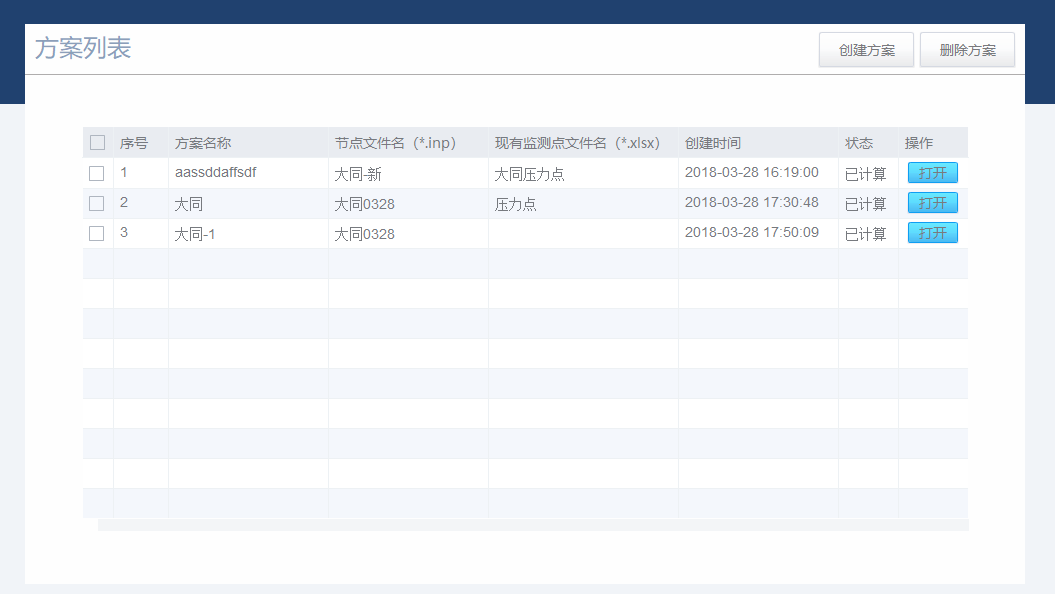 方案列表
创建方案 删除方案
序号 方案名称 节点文件名（*.inp） 现有监测点文件名（*.xlsx） 创建时间 状态 操作
1 aassddaffsdf 大同-新 大同压力点 2018-03-28 16:19:00 已计算 打开
2 大同 大同0328 压力点 2018-03-28 17:30:48 已计算 打开
3 大同-1 大同0328 2018-03-28 17:50:09 已计算 打开